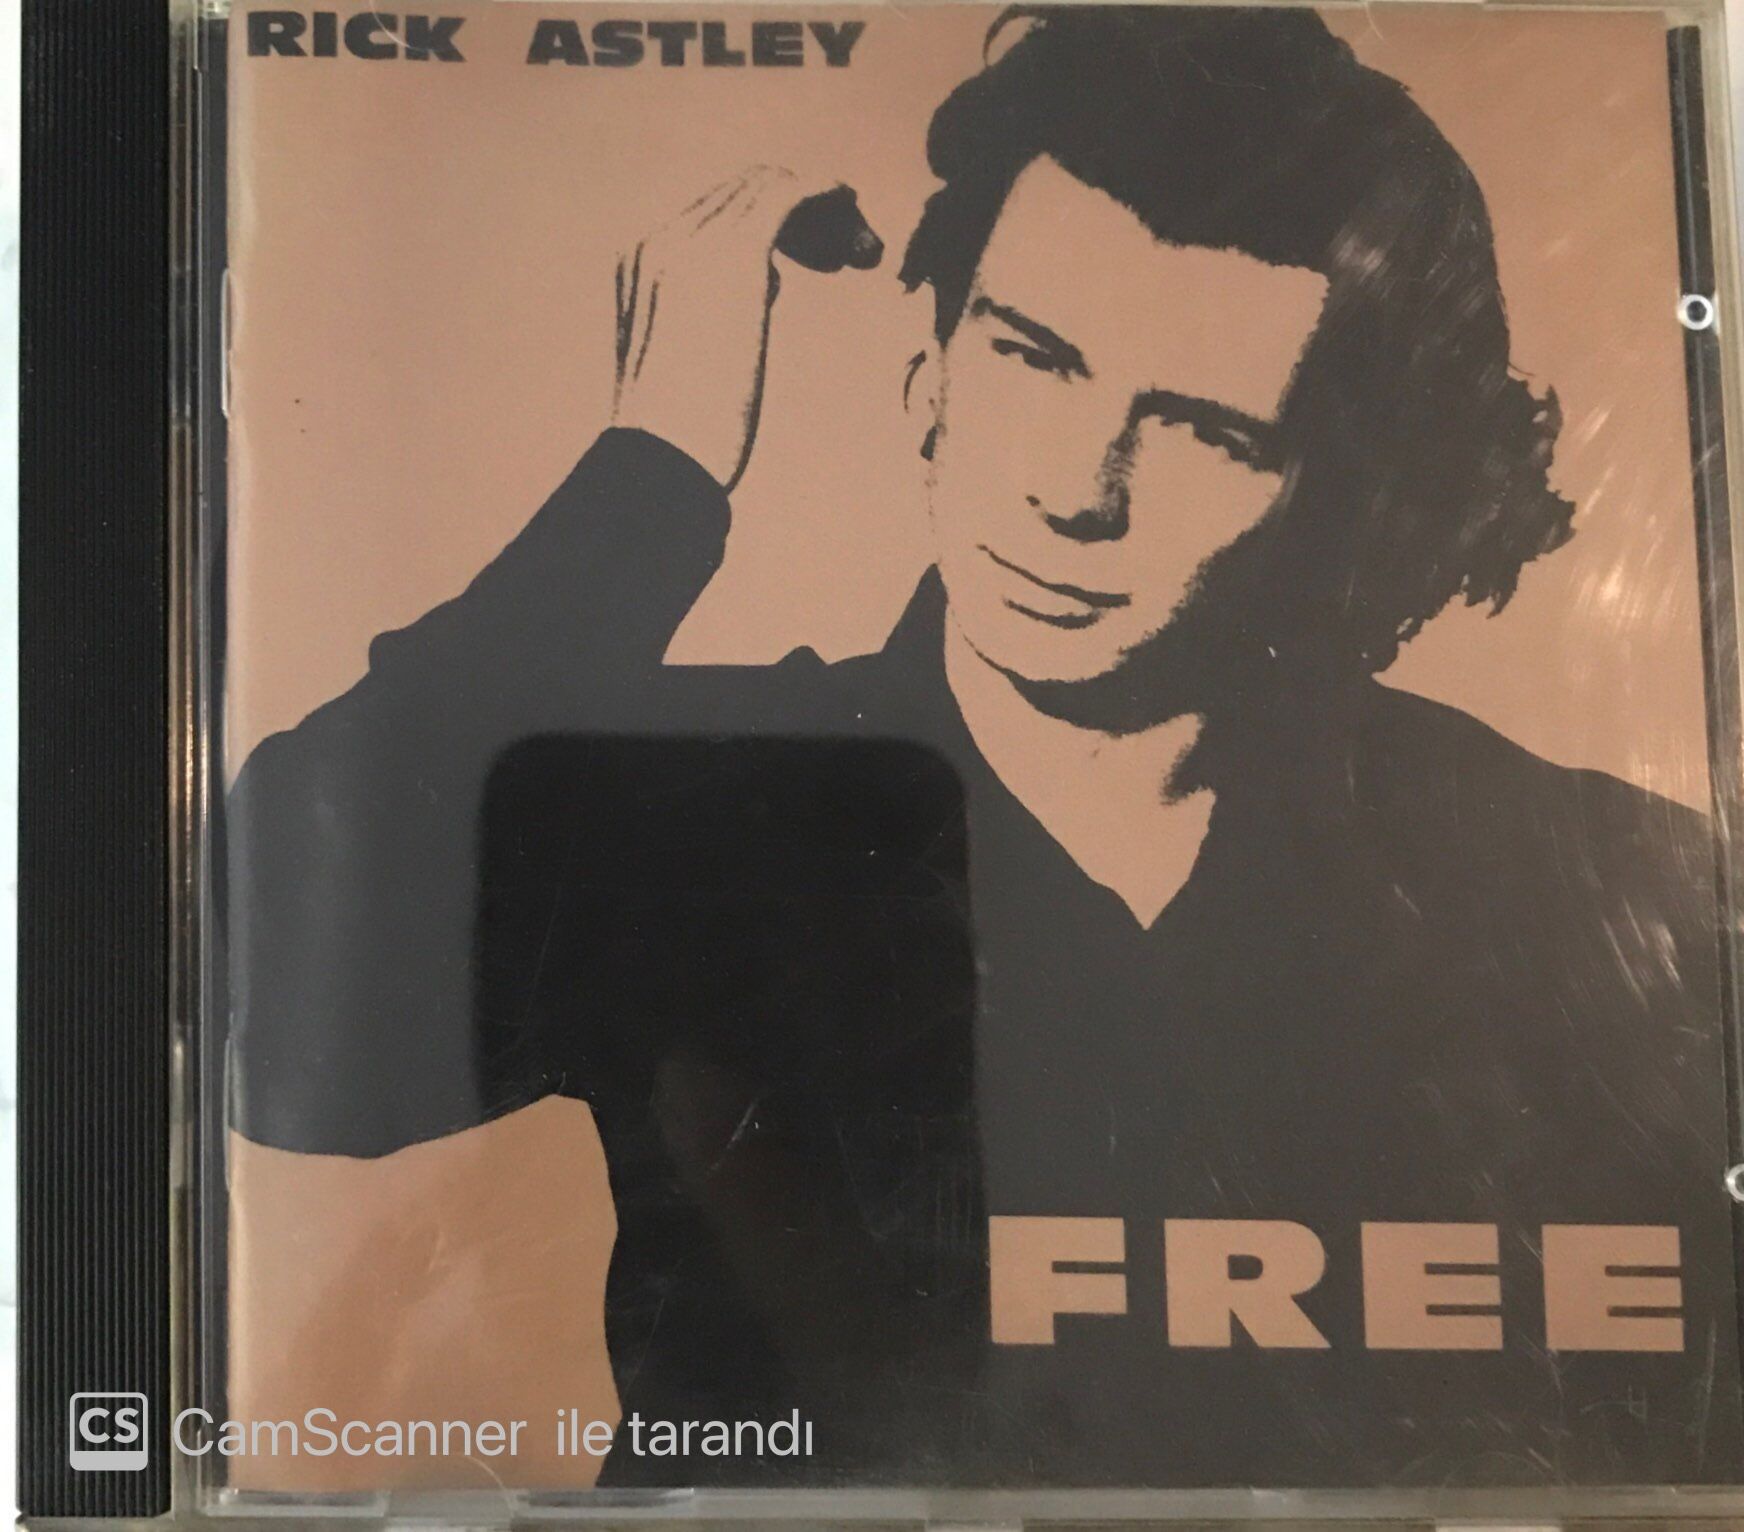 RICK ASTLEY
FREE
CS CamScanner ile tarandı